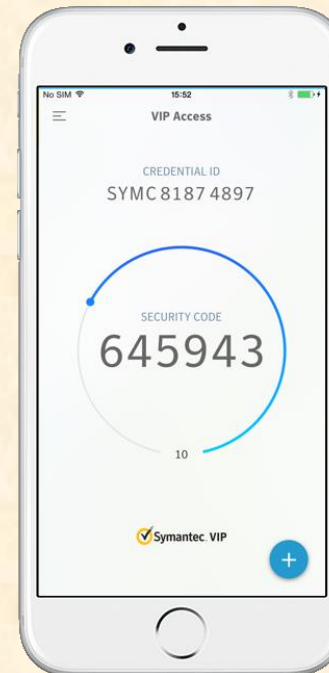 No SIM 15:52
VIP Access
CREDENTIAL ID
SYMC 8187 4897
SECURITY CODE
645943
10
Symantec. VIP
+